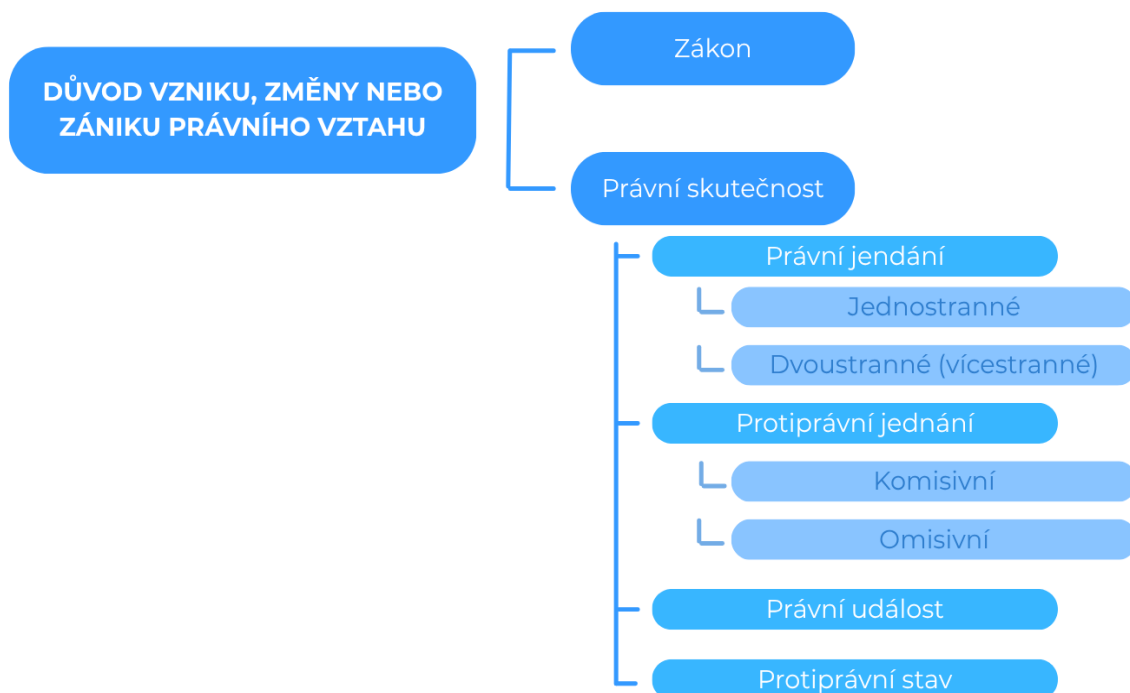 DŮVOD VZNIKU, ZMĚNY NEBO
ZÁNIKU PRÁVNÍHO VZTAHU
Zákon
Právní skutečnost
Právní jendání
Jednostranné
Dvoustranné (vícestranné)
Protiprávní jednání
Komisivní
Omisivní
Právní událost
Protiprávní stav